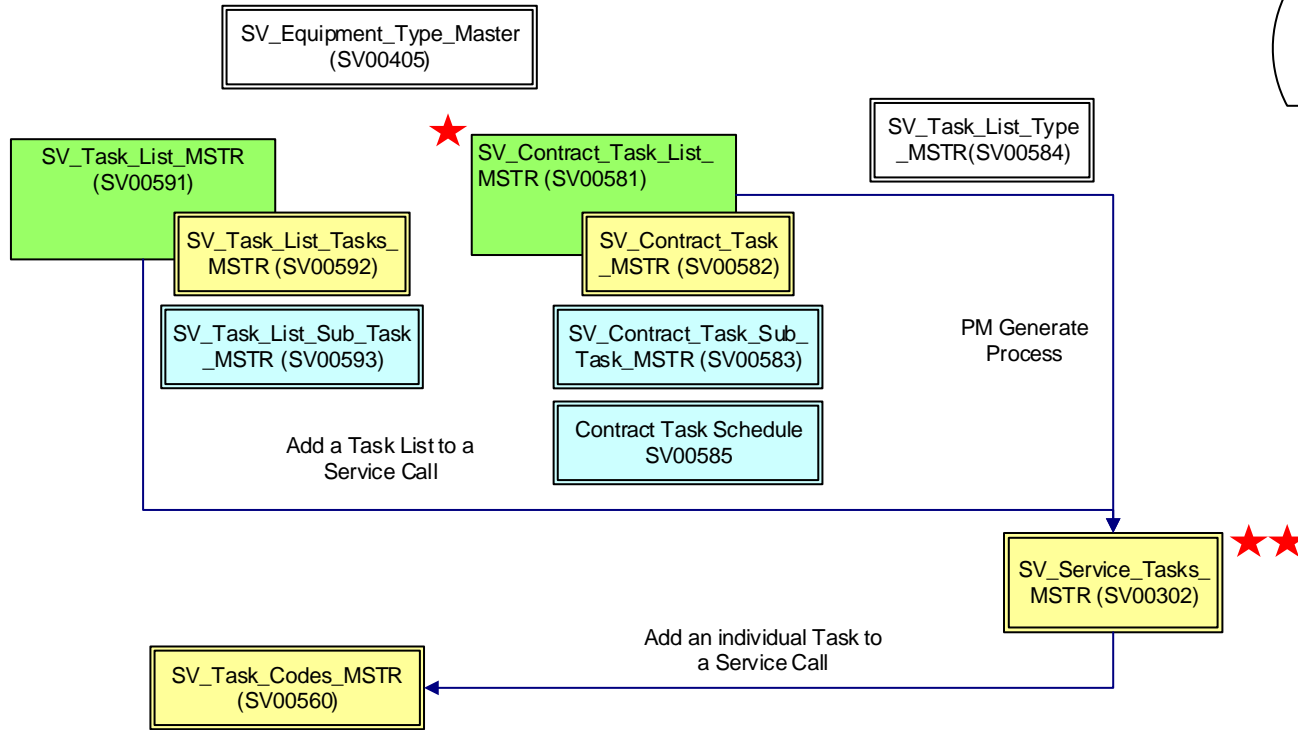 SV_Equipment_Type_Master
(SV00405)
SV_Task_List_Type
_MSTR(SV00584)
SV_Task_List_MSTR
(SV00591)
SV_Contract_Task_List_
MSTR (SV00581)
SV_Task_List_Tasks_
MSTR (SV00592)
SV_Contract_Task
_MSTR (SV00582)
SV_Task_List_Sub_Task
_MSTR (SV00593)
SV_Contract_Task_Sub_
Task_MSTR (SV00583)
PM Generate
Process
Contract Task Schedule
SV00585
Add a Task List to a
Service Call
SV_Service_Tasks_
MSTR (SV00302)
Add an individual Task to
a Service Call
SV_Task_Codes_MSTR
(SV00560)